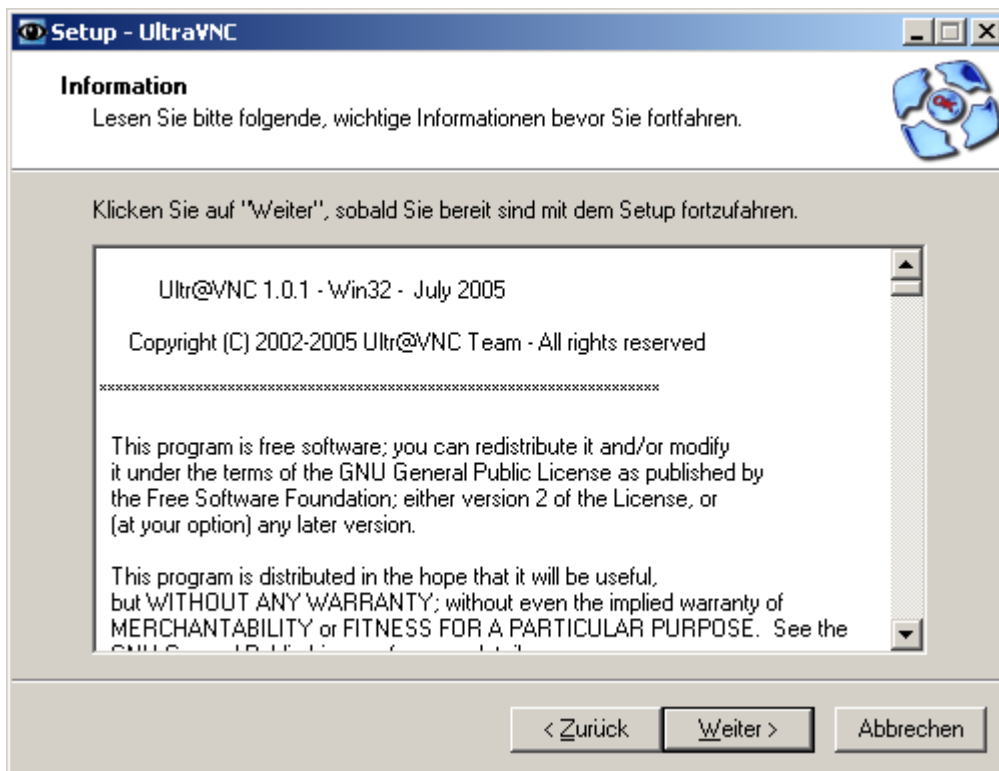 Setup - UltraVNC
Information
Lesen Sie bitte folgende, wichtige Informationen bevor Sie fortfahren.
OK
Klicken Sie auf "Weiter", sobald Sie bereit sind mit dem Setup fortzufahren.
Ultr@VNC 1.0.1 - Win32 - July 2005
Copyright (C) 2002-2005 Ultr@VNC Team - All rights reserved
This program is free software; you can redistribute it and/or modify
it under the terms of the GNU General Public License as published by
the Free Software Foundation; either version 2 of the License, or
(at your option) any later version.
This program is distributed in the hope that it will be useful,
but WITHOUT ANY WARRANTY; without even the implied warranty of
MERCHANTABILITY or FITNESS FOR A PARTICULAR PURPOSE. See the
< Zurück
Weiter >
Abbrechen